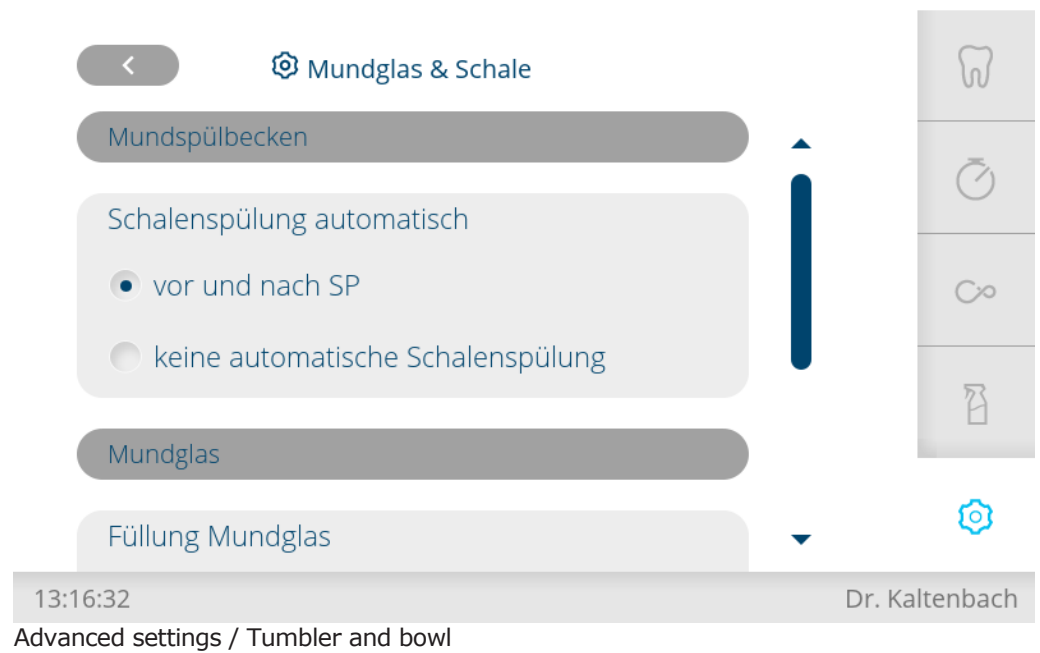 Mundglas & Schale
Mundspülbecken
Schalenspülung automatisch
vor und nach SP
keine automatische Schalenspülung
Mundglas
Füllung Mundglas
13:16:32 Dr. Kaltenbach
Advanced settings / Tumbler and bowl